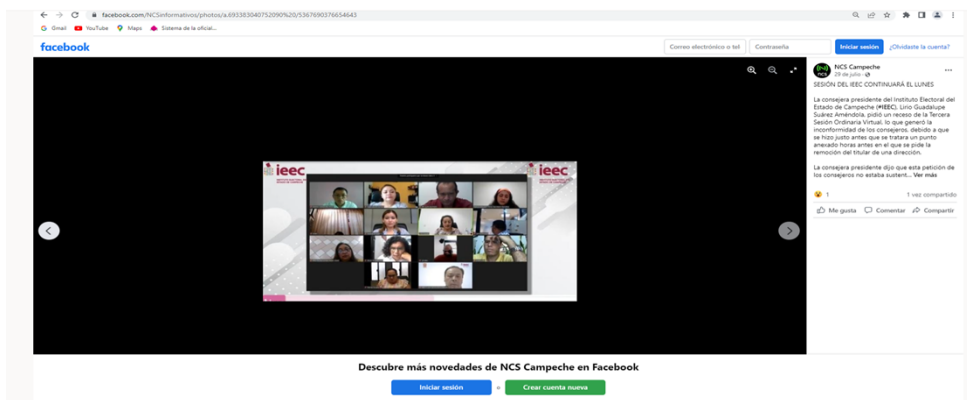 facebook.com/NCSinformativos/photos/a.693383040752090%20/5367690376654643
Gmail YouTube Maps Sistema de la oficial...
facebook
Correo electrónico o tel
Contraseña
Iniciar sesión
¿Olvidaste la cuenta?
NCS Campeche
29 de julio
SESIÓN DEL IEEC CONTINUARÁ EL LUNES
La consejera presidente del Instituto Electoral del
Estado de Campeche (#IEEC), Lirio Guadalupe
Suárez Améndola, pidió un receso de la Tercera
Sesión Ordinaria Virtual, lo que generó la
inconformidad de los consejeros, debido a que
se hizo justo antes que se tratara un punto
anexado horas antes en el que se pide la
remoción del titular de una dirección.
La consejera presidente dijo que esta petición de
los consejeros no estaba sustent... Ver más
1
1 vez compartido
Me gusta Comentar Compartir
ieec
ieec
Descubre más novedades de NCS Campeche en Facebook
Iniciar sesión
o
Crear cuenta nueva